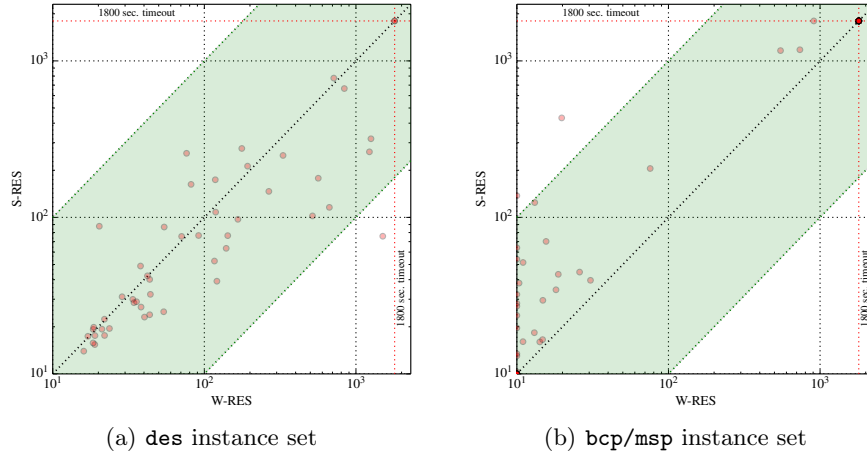 1800 sec. timeout
10^3
10^2
10^1
S-RES
1800 sec. timeout
10^1
10^2
10^3
W-RES
(a) des instance set
1800 sec. timeout
10^3
10^2
10^1
S-RES
1800 sec. timeout
10^1
10^2
10^3
W-RES
(b) bcp/msp instance set